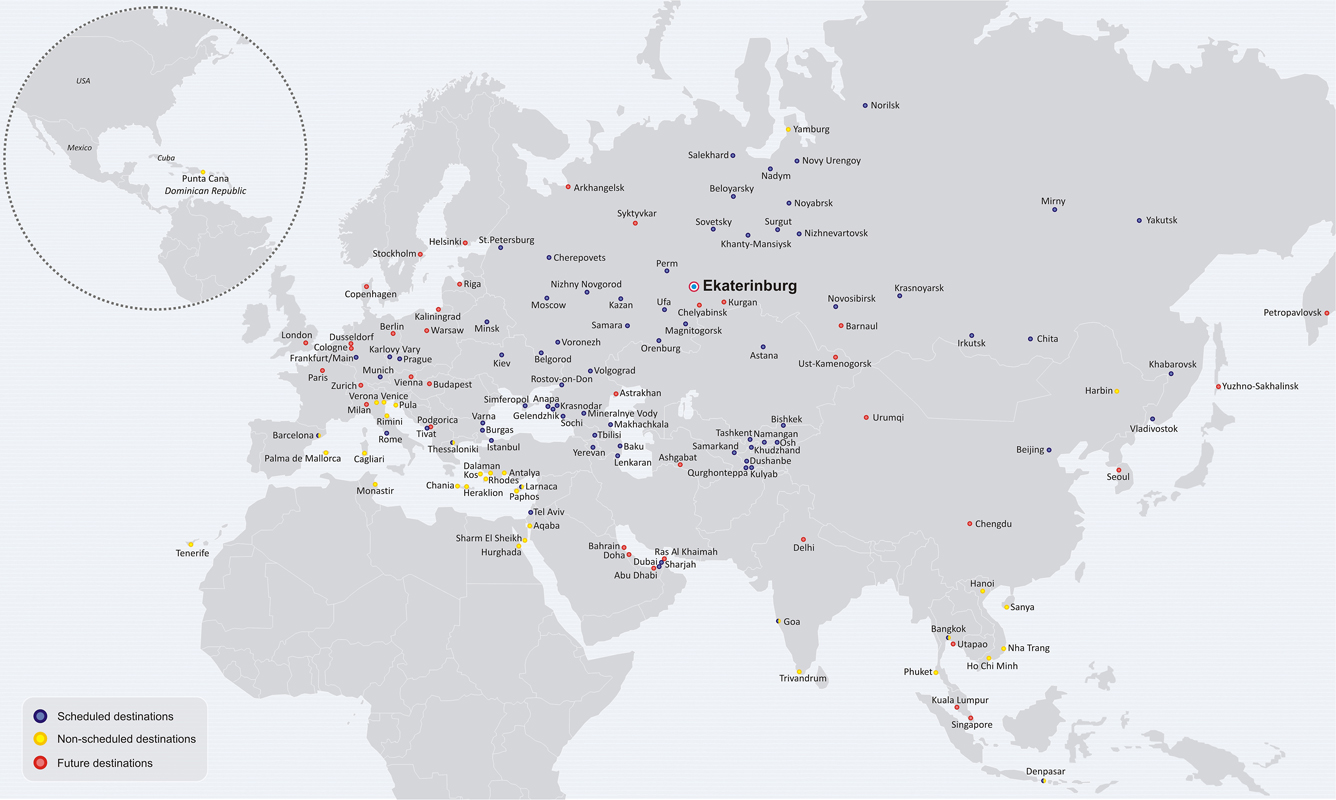 USA
Mexico
Cuba
Punta Cana
Dominican Republic
Norilsk
Yamburg
Salekhard
Novy Urengoy
Nadym
Arkhangelsk
Beloyarsky
Noyabrsk
Mirny
Yakutsk
Syktyvkar
Sovetsky
Surgut
Nizhnevartovsk
Khanty-Mansiysk
Helsinki
St.Petersburg
Stockholm
Cherepovets
Perm
Ekaterinburg
Copenhagen
Riga
Nizhny Novgorod
Moscow
Kazan
Ufa
Kurgan
Chelyabinsk
Novosibirsk
Krasnoyarsk
Petropavlovsk
Kaliningrad
Berlin
Warsaw
Minsk
Samara
Magnitogorsk
Barnaul
London
Dusseldorf
Cologne
Karlovy Vary
Frankfurt/Main
Prague
Kiev
Voronezh
Belgorod
Orenburg
Astana
Ust-Kamenogorsk
Irkutsk
Chita
Khabarovsk
Paris
Munich
Zurich
Vienna
Budapest
Volgograd
Rostov-on-Don
Astrakhan
Harbin
Yuzhno-Sakhalinsk
Verona
Venice
Milan
Pula
Simferopol
Anapa
Krasnodar
Gelendzhik
Mineralnye Vody
Sochi
Makhachkala
Urumqi
Vladivostok
Rimini
Rome
Podgorica
Tivat
Varna
Burgas
Istanbul
Tbilisi
Yerevan
Baku
Lenkaran
Bishkek
Tashkent
Namangan
Osh
Samarkand
Khudzhand
Ashgabat
Dushanbe
Qurghonteppa
Kulyab
Beijing
Seoul
Barcelona
Palma de Mallorca
Cagliari
Thessaloniki
Dalaman
Kos
Antalya
Rhodes
Monastir
Chania
Heraklion
Larnaca
Paphos
Tel Aviv
Aqaba
Sharm El Sheikh
Hurghada
Tenerife
Bahrain
Doha
Ras Al Khaimah
Dubai
Sharjah
Abu Dhabi
Delhi
Chengdu
Goa
Trivandrum
Hanoi
Sanya
Bangkok
Utapao
Nha Trang
Ho Chi Minh
Phuket
Kuala Lumpur
Singapore
Denpasar
Scheduled destinations
Non-scheduled destinations
Future destinations